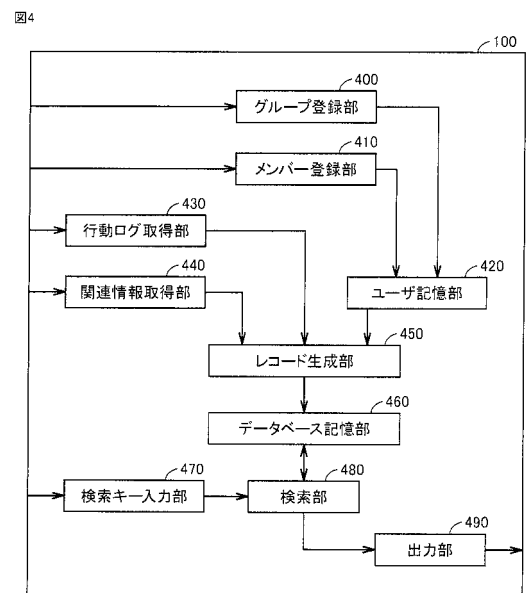 図4
100
400
グループ登録部
410
メンバー登録部
430
行動ログ取得部
440
関連情報取得部
420
ユーザ記憶部
450
レコード生成部
460
データベース記憶部
470
検索キー入力部
480
検索部
490
出力部